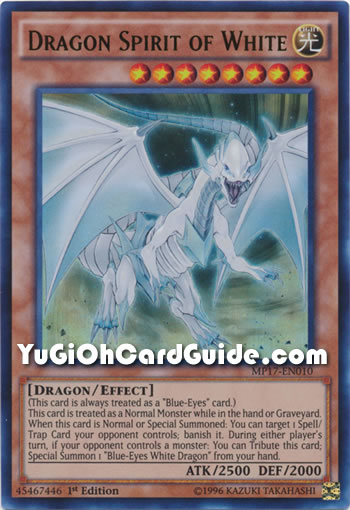 DRAGON SPIRIT OF WHITE
LIGHT
光
YuGiOhCardGuide.com
MP17-EN010
[DRAGON/EFFECT]
(This card is always treated as a "Blue-Eyes" card.)
This card is treated as a Normal Monster while in the hand or Graveyard.
When this card is Normal or Special Summoned: You can target 1 Spell/
Trap Card your opponent controls; banish it. During either player's
turn, if your opponent controls a monster: You can Tribute this card;
Special Summon 1 "Blue-Eyes White Dragon" from your hand.
ATK/2500 DEF/2000
45467446 1st Edition ©1996 KAZUKI TAKAHASHI